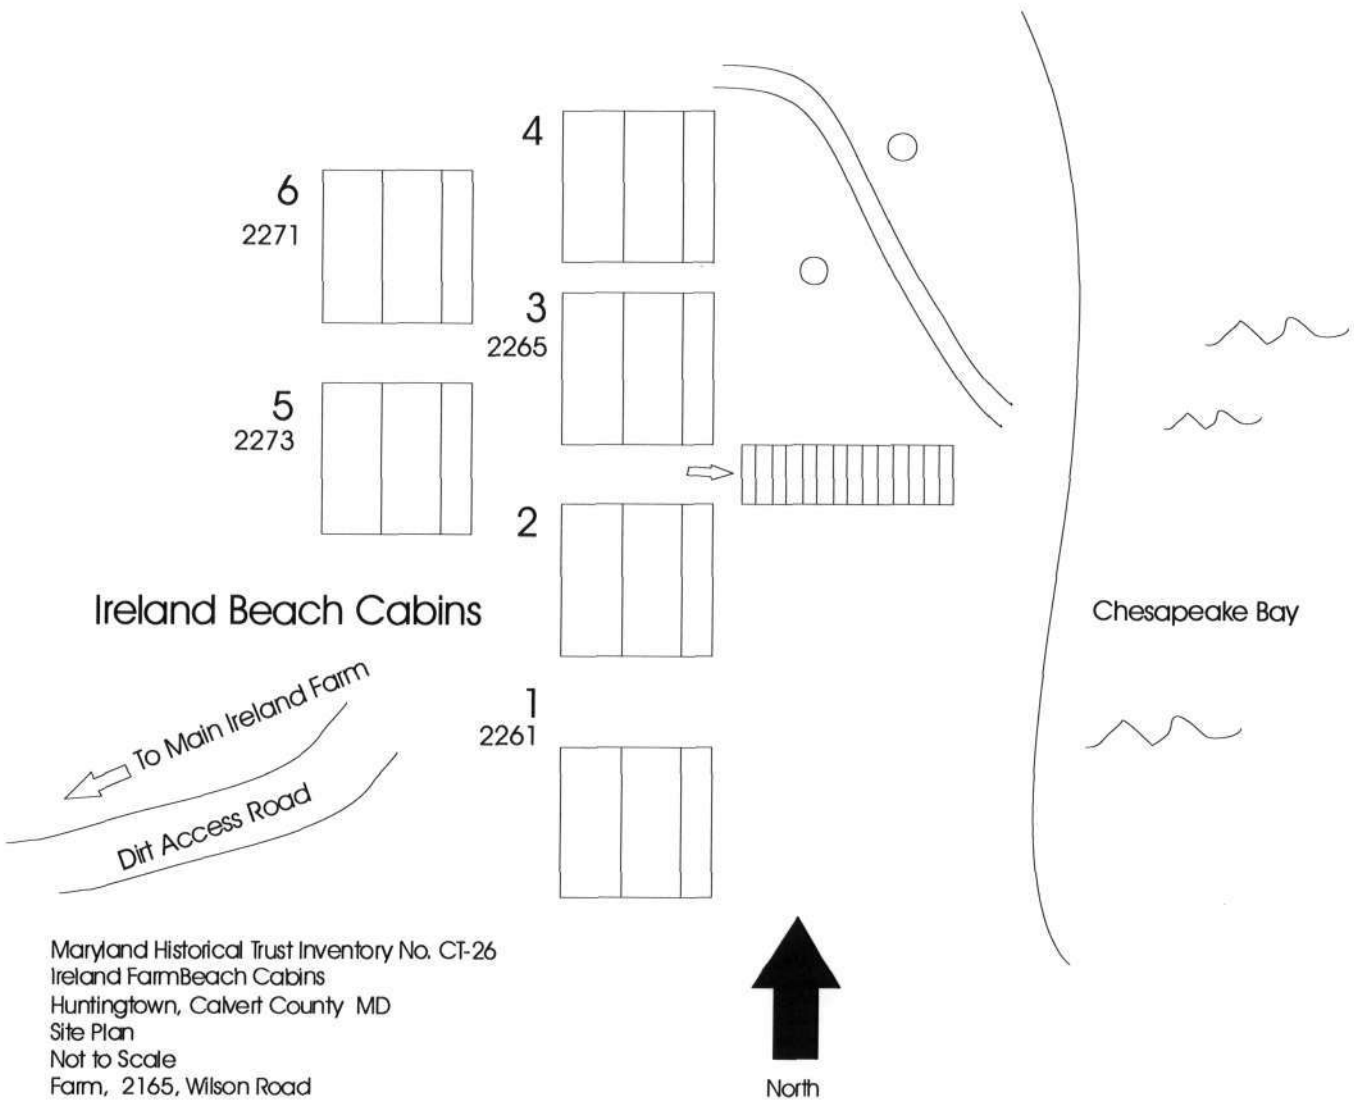 4
6
2271
3
2265
5
2273
2
Ireland Beach Cabins
Chesapeake Bay
To Main Ireland Farm
1
2261
Dirt Access Road
Maryland Historical Trust Inventory No. CT-26
Ireland FarmBeach Cabins
Huntingtown, Calvert County MD
Site Plan
Not to Scale
Farm, 2165, Wilson Road
North